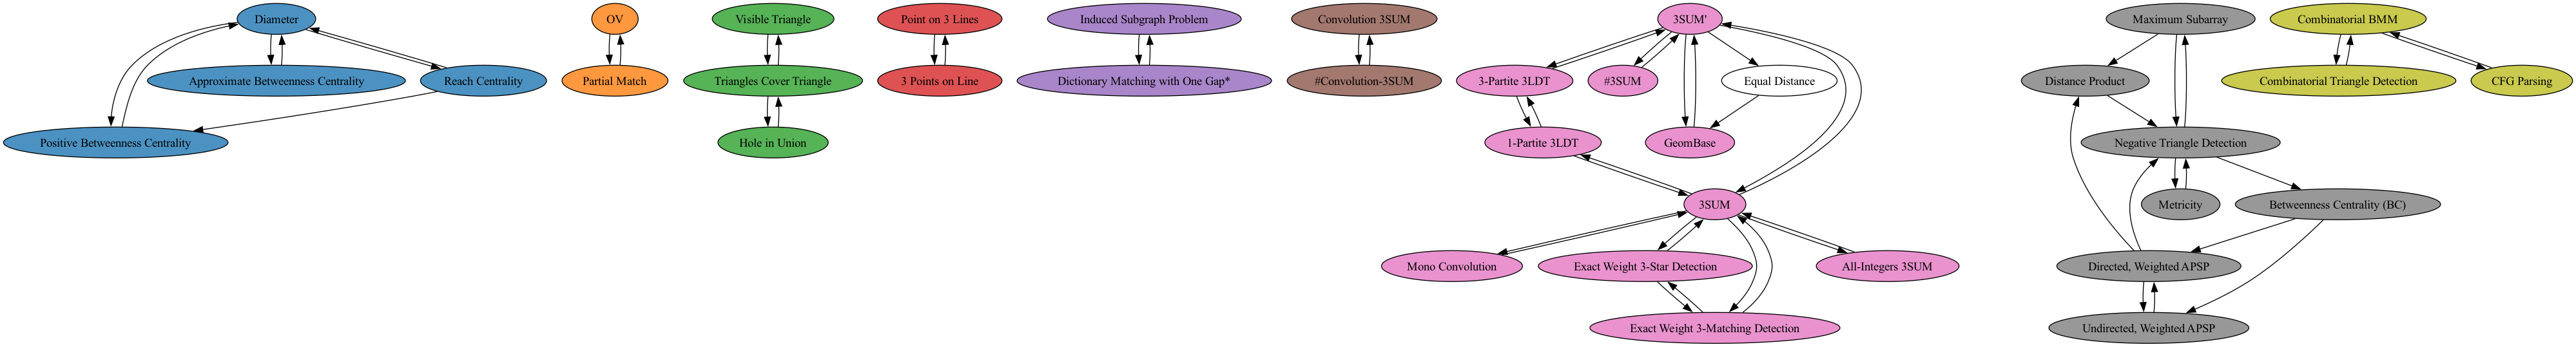 Diameter
OV
Visible Triangle
Point on 3 Lines
Induced Subgraph Problem
Convolution 3SUM
3SUM'
Maximum Subarray
Combinatorial BMM
Approximate Betweenness Centrality
Reach Centrality
Partial Match
Triangles Cover Triangle
3 Points on Line
Dictionary Matching with One Gap*
#Convolution-3SUM
3-Partite 3LDT
#3SUM
Equal Distance
Distance Product
Combinatorial Triangle Detection
CFG Parsing
Positive Betweenness Centrality
Hole in Union
1-Partite 3LDT
GeomBase
Negative Triangle Detection
3SUM
Metricity
Betweenness Centrality (BC)
Mono Convolution
Exact Weight 3-Star Detection
All-Integers 3SUM
Directed, Weighted APSP
Exact Weight 3-Matching Detection
Undirected, Weighted APSP